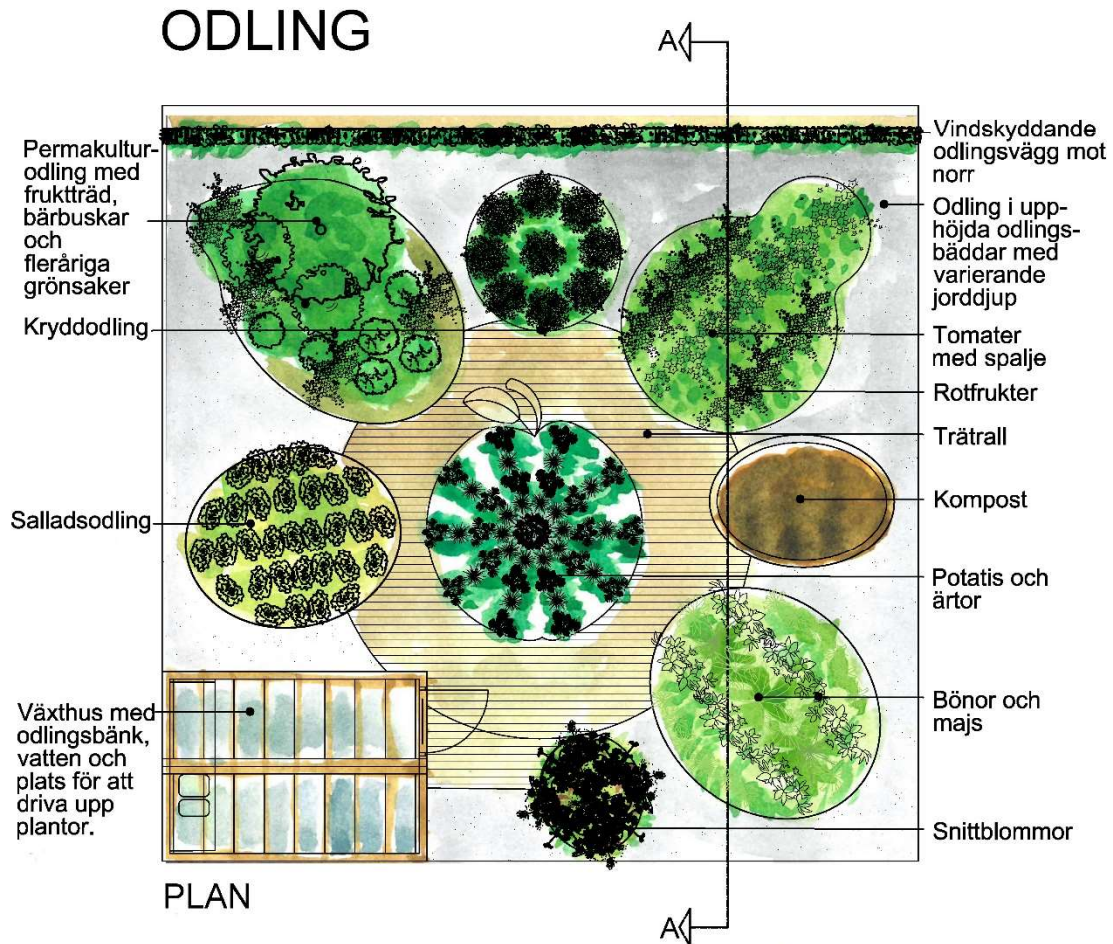 ODLING
A
Permakultur-
odling med
fruktträd,
bärbuskar
och
fleråriga
grönsaker
Kryddodling
Salladsodling
Växthus med
odlingsbänk,
vatten och
plats för att
driva upp
plantor.
Vindskyddande
odlingsvägg mot
norr
Odling i upp-
höjda odlings-
bäddar med
varierande
jorddjup
Tomater
med spalje
Rotfrukter
Trätrall
Kompost
Potatis och
ärtor
Bönor och
majs
Snittblommor
PLAN
A